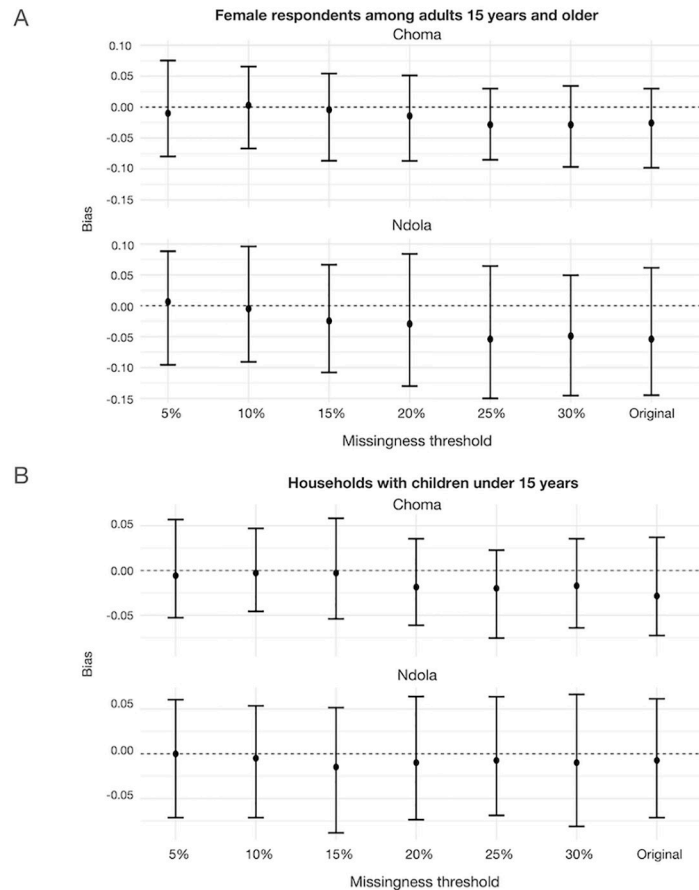 A
Female respondents among adults 15 years and older
Choma
0.10
0.05
0.00
-0.05
-0.10
-0.15
Bias
Ndola
0.10
0.05
0.00
-0.05
-0.10
-0.15
5% 10% 15% 20% 25% 30% Original
Missingness threshold
B
Households with children under 15 years
Choma
0.05
0.00
-0.05
Bias
Ndola
0.05
0.00
-0.05
5% 10% 15% 20% 25% 30% Original
Missingness threshold